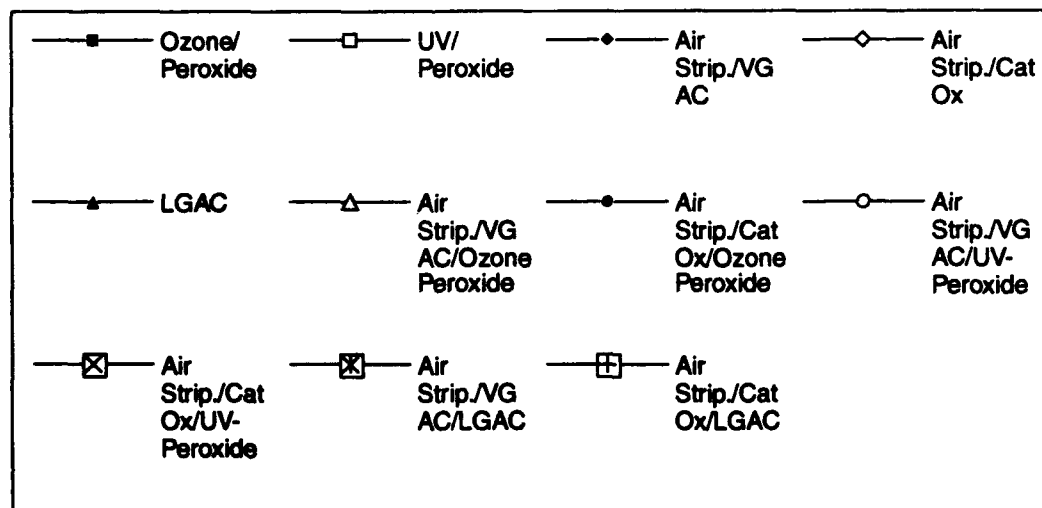 Ozone/
Peroxide
UV/
Peroxide
Air
Strip./VG
AC
Air
Strip./Cat
Ox
LGAC
Air
Strip./VG
AC/Ozone
Peroxide
Air
Strip./Cat
Ox/Ozone
Peroxide
Air
Strip./VG
AC/UV-
Peroxide
Air
Strip./Cat
Ox/UV-
Peroxide
Air
Strip./VG
AC/LGAC
Air
Strip./Cat
Ox/LGAC